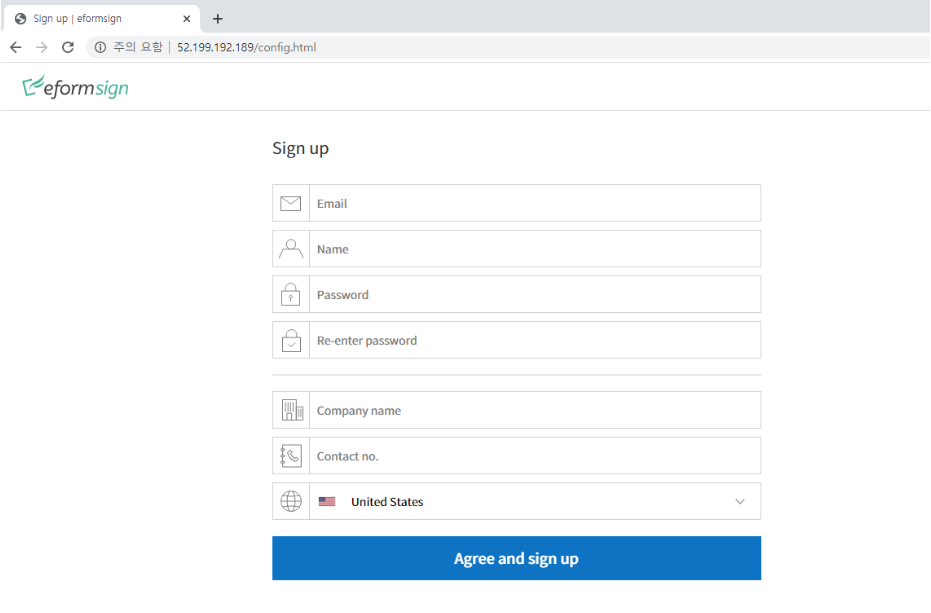 Sign up | eformsign
주의 요함 | 52.199.192.189/config.html
eformsign
Sign up
Email
Name
Password
Re-enter password
Company name
Contact no.
United States
Agree and sign up